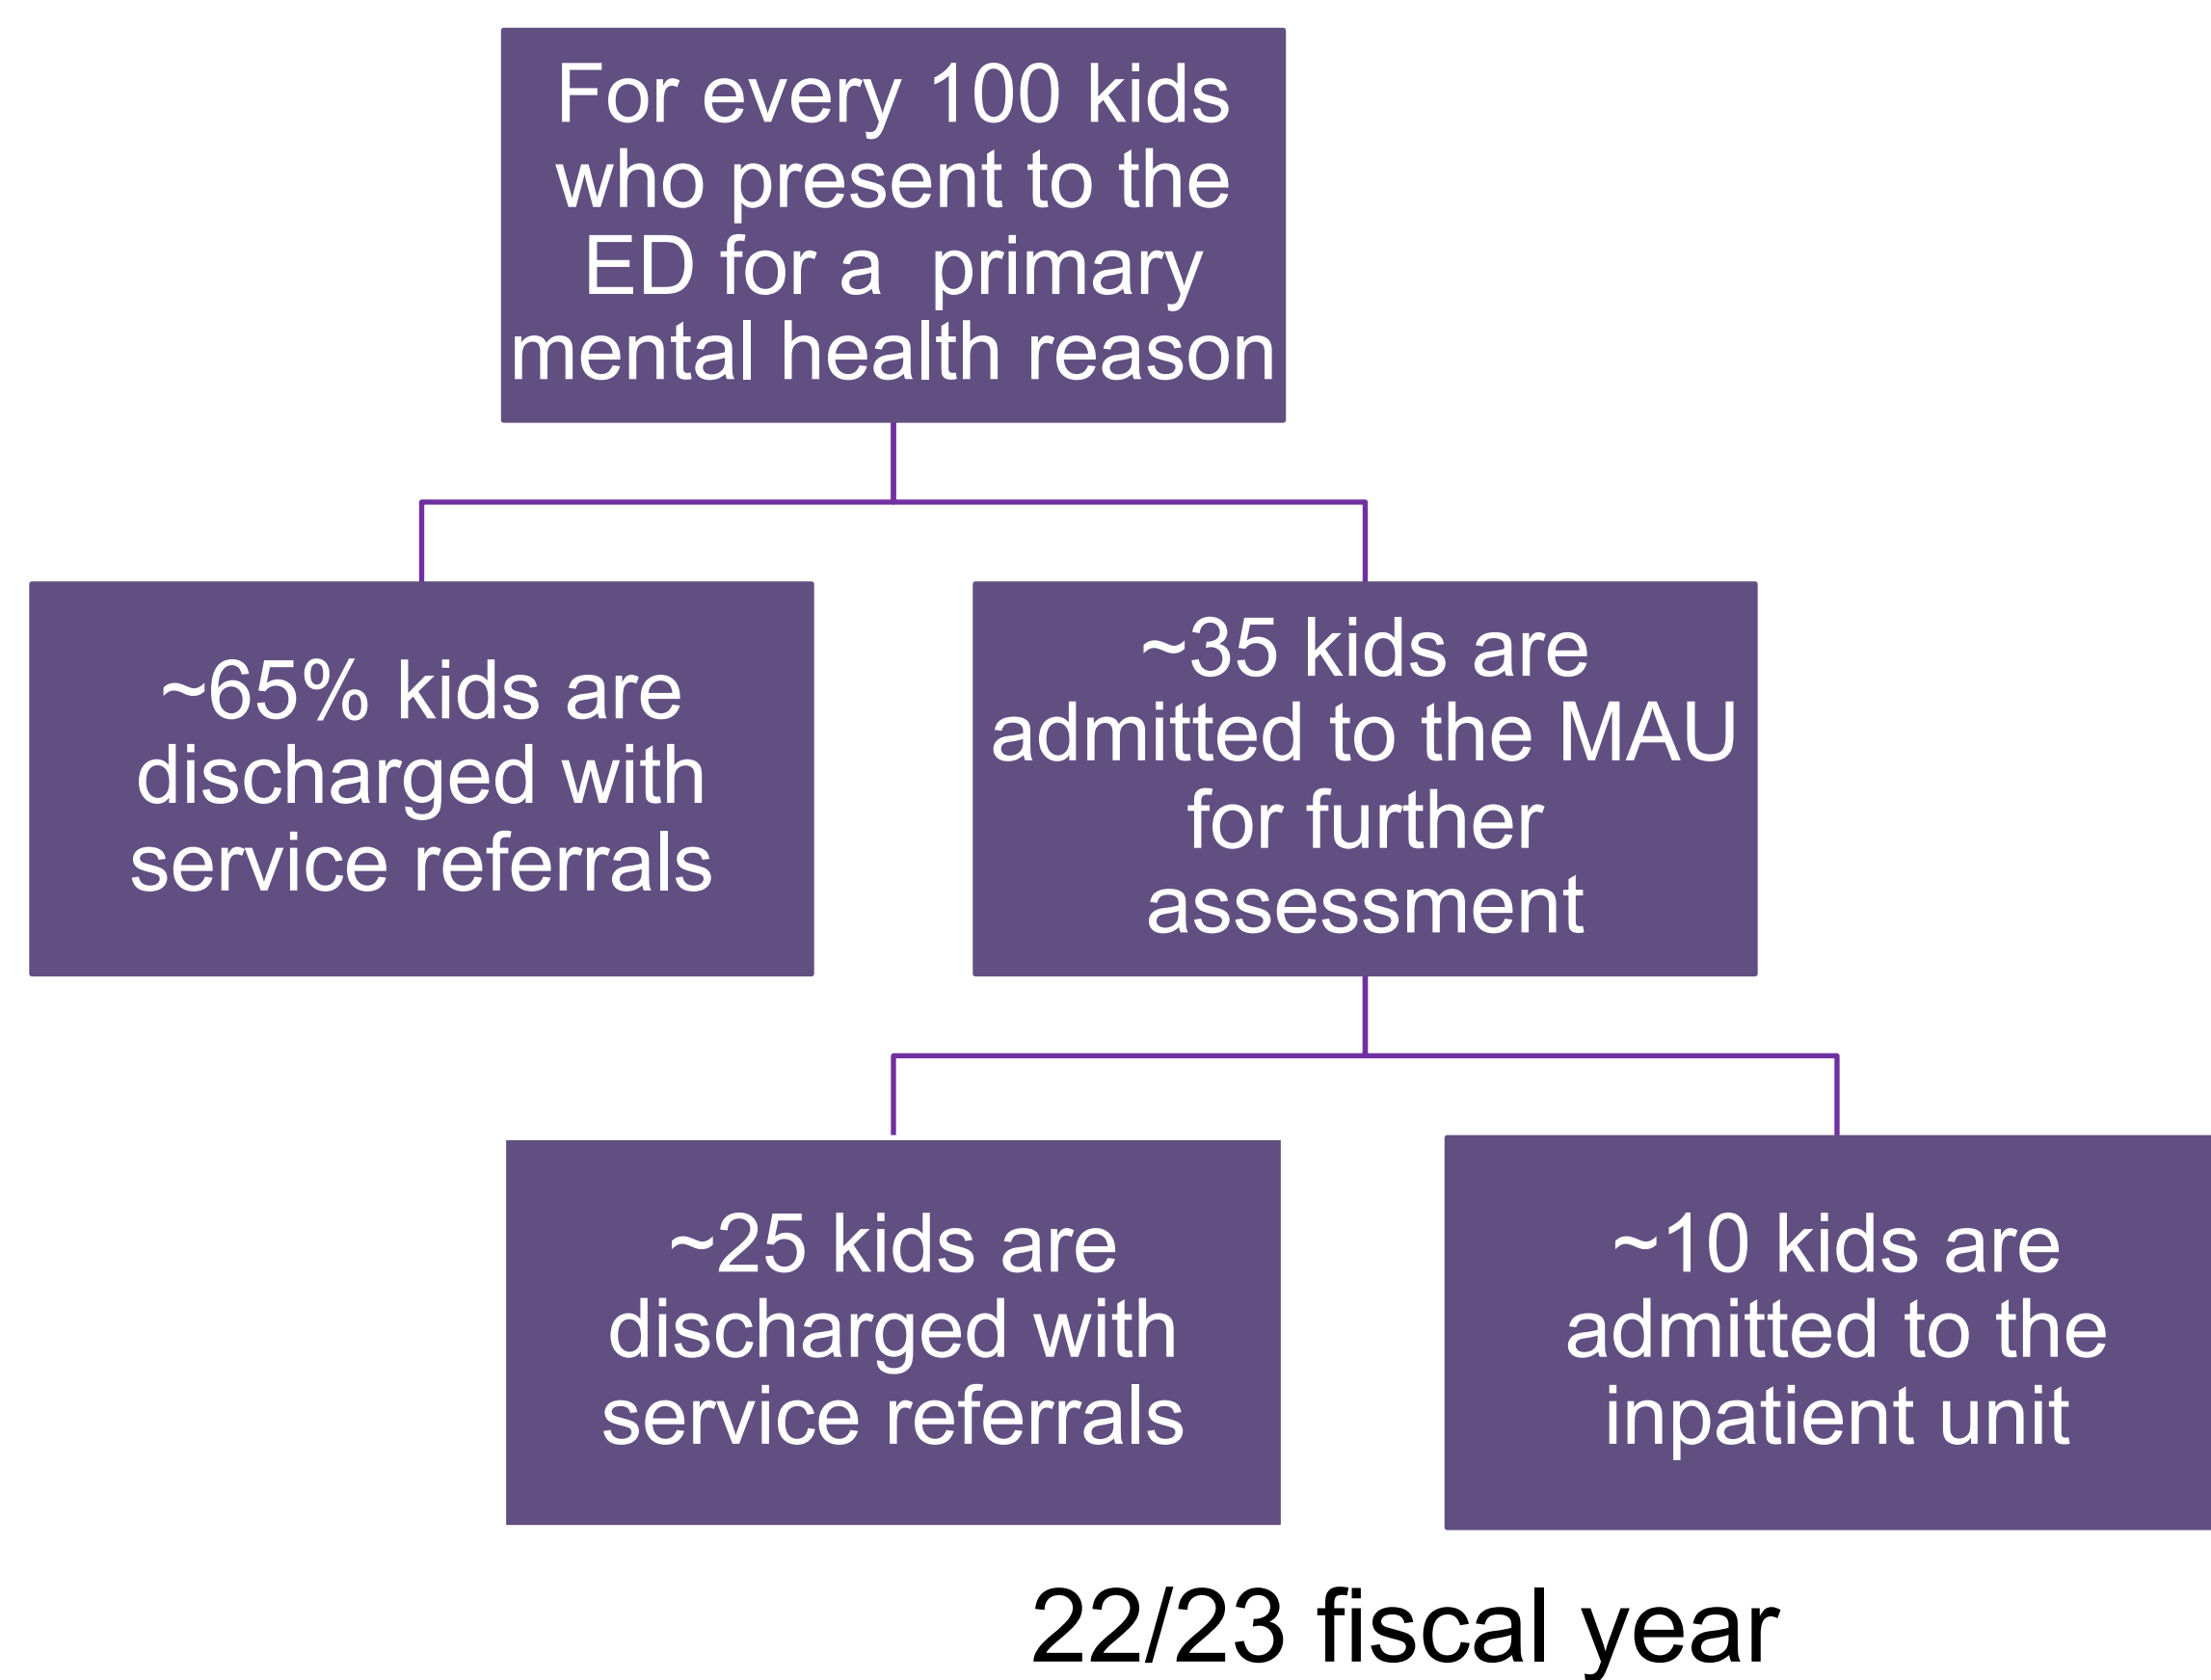 For every 100 kids
who present to the
ED for a  primary
mental health reason
~65% kids are
discharged with
service referrals
~35 kids are
admitted to the MAU
for further
assessment
~25 kids are
discharged with
service referrals
~10 kids are
admitted to the
inpatient unit
22/23 fiscal year